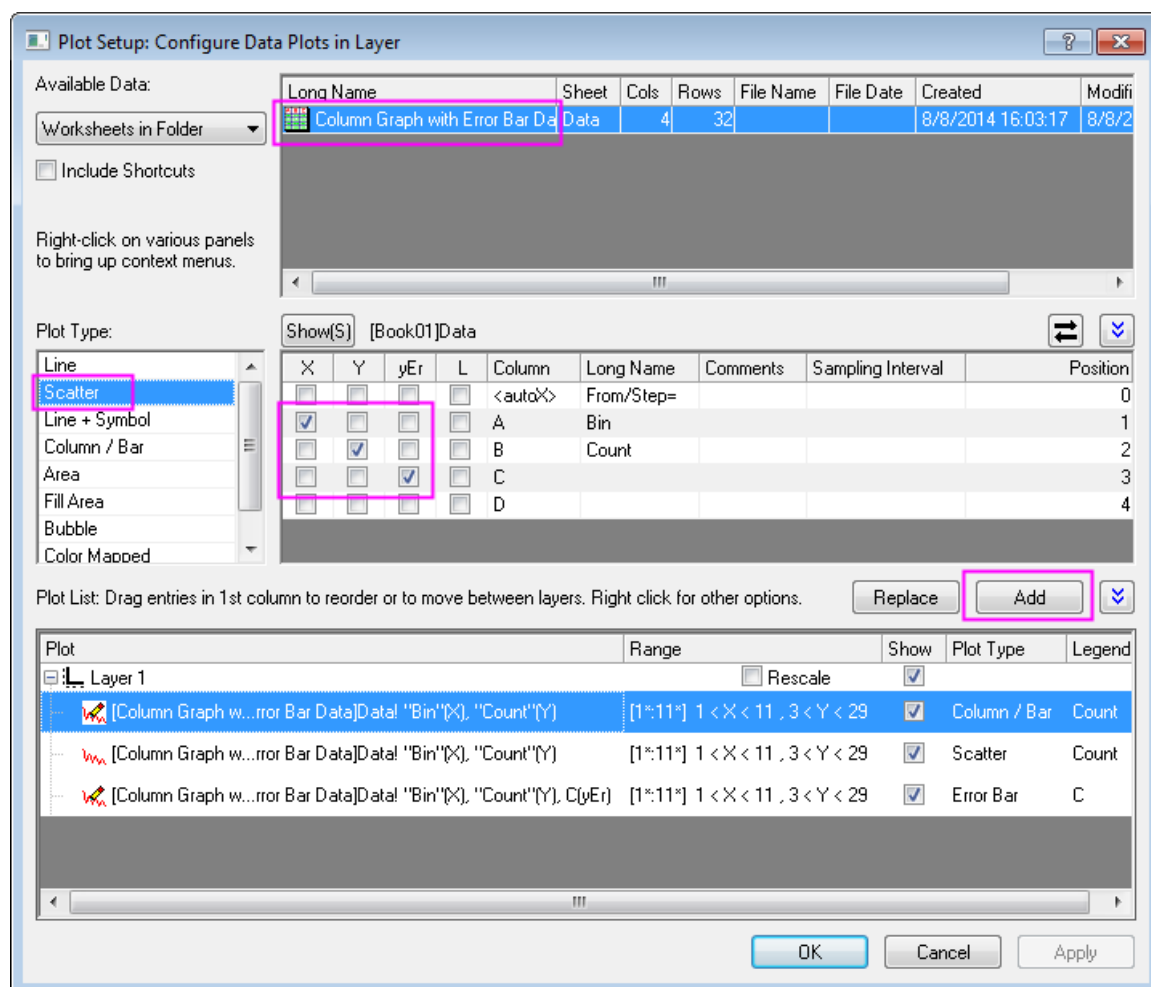 Plot Setup: Configure Data Plots in Layer
Available Data:
Worksheets in Folder
Include Shortcuts
Right-click on various panels
to bring up context menus.
Long Name Sheet Cols Rows File Name File Date Created Modifi
Column Graph with Error Bar Da Data 4 32 8/8/2014 16:03:17 8/8/2
Plot Type:
Line
Scatter
Line + Symbol
Column / Bar
Area
Fill Area
Bubble
Color Mapped
Show(S) [Book01]Data
X Y yEr L Column Long Name Comments Sampling Interval Position
<autoX> From/Step= 0
A Bin 1
B Count 2
C 3
D 4
Plot List: Drag entries in 1st column to reorder or to move between layers. Right click for other options. Replace Add
Plot Range Show Plot Type Legend
Layer 1 Rescale
[Column Graph w...rror Bar Data]Data! "Bin"(X), "Count"(Y) [1*:11*] 1 < X < 11 , 3 < Y < 29 Column / Bar Count
[Column Graph w...rror Bar Data]Data! "Bin"(X), "Count"(Y) [1*:11*] 1 < X < 11 , 3 < Y < 29 Scatter Count
[Column Graph w...rror Bar Data]Data! "Bin"(X), "Count"(Y), C(yEr) [1*:11*] 1 < X < 11 , 3 < Y < 29 Error Bar C
OK Cancel Apply